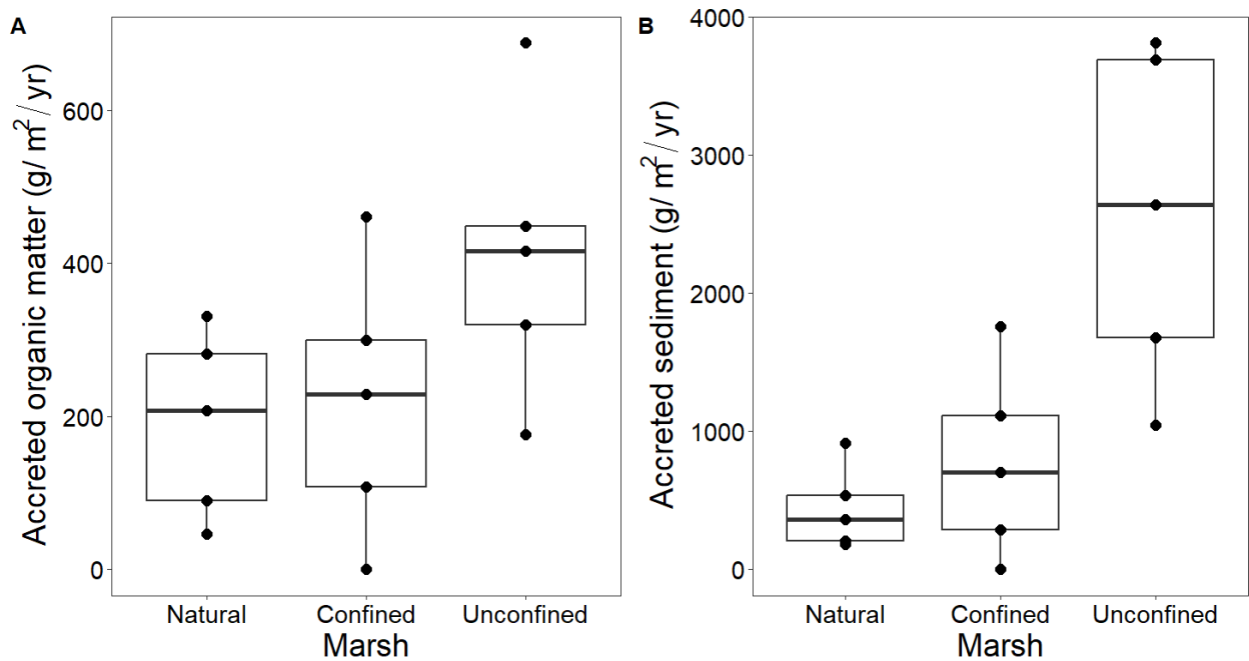 A
Accreted organic matter (g/ m²/ yr)
600
400
200
0
Natural Confined Unconfined
Marsh
B
Accreted sediment (g/ m²/ yr)
4000
3000
2000
1000
0
Natural Confined Unconfined
Marsh